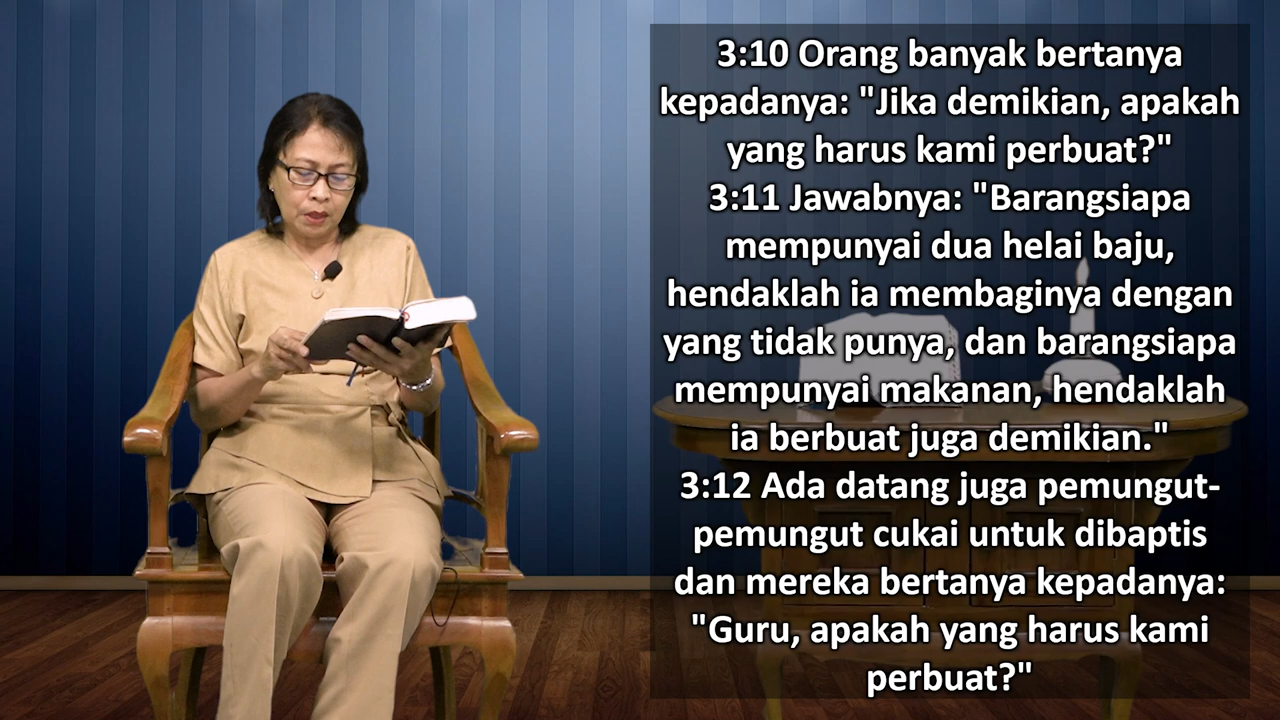 3:10 Orang banyak bertanya
kepadanya: "Jika demikian, apakah
yang harus kami perbuat?"
3:11 Jawabnya: "Barangsiapa
mempunyai dua helai baju,
hendaklah ia membaginya dengan
yang tidak punya, dan barangsiapa
mempunyai makanan, hendaklah
ia berbuat juga demikian."
3:12 Ada datang juga pemungut-
pemungut cukai untuk dibaptis
dan mereka bertanya kepadanya:
"Guru, apakah yang harus kami
perbuat?"